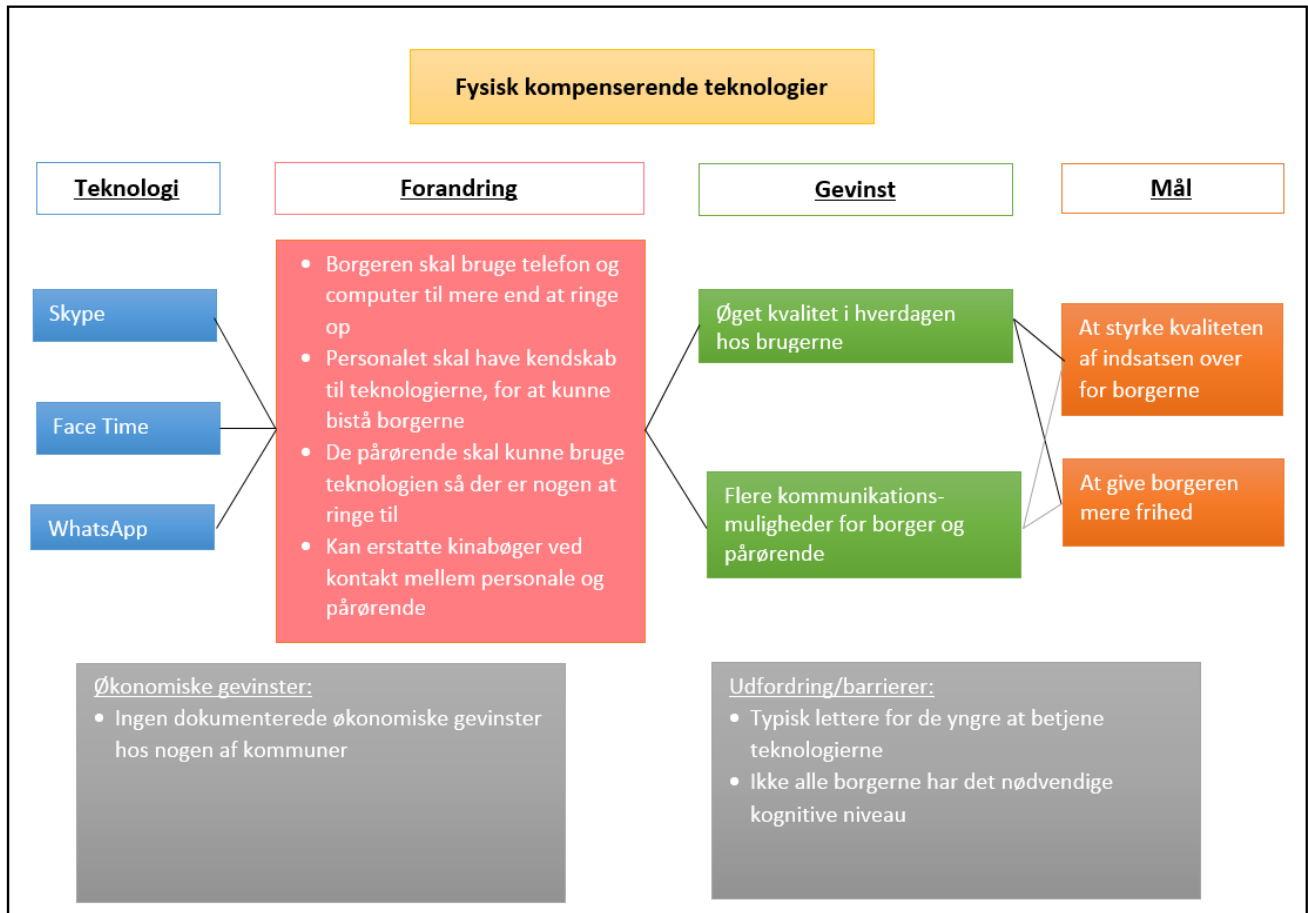 Fysisk kompenserende teknologier
Teknologi
Forandring
Gevinst
Mål
Skype
Face Time
WhatsApp
• Borgeren skal bruge telefon og
computer til mere end at ringe
op
• Personalet skal have kendskab
til teknologierne, for at kunne
bistå borgerne
• De pårørende skal kunne bruge
teknologien så der er nogen at
ringe til
• Kan erstatte kinabøger ved
kontakt mellem personale og
pårørende
Øget kvalitet i hverdagen
hos brugerne
Flere kommunikations-
muligheder for borger og
pårørende
At styrke kvaliteten
af indsatsen over
for borgerne
At give borgeren
mere frihed
Økonomiske gevinster:
• Ingen dokumenterede økonomiske gevinster
hos nogen af kommuner
Udfordring/barrierer:
• Typisk lettere for de yngre at betjene
teknologierne
• Ikke alle borgerne har det nødvendige
kognitive niveau